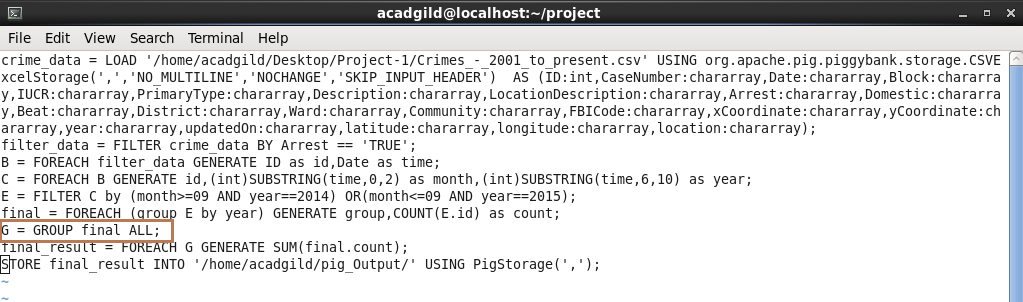 acadgild@localhost:~/project
File Edit View Search Terminal Help
crime_data = LOAD '/home/acadgild/Desktop/Project-1/Crimes_-_2001_to_present.csv' USING org.apache.pig.piggybank.storage.CSVE
xcelStorage(',','NO_MULTILINE','NOCHANGE','SKIP_INPUT_HEADER')  AS (ID:int,CaseNumber:chararray,Date:chararray,Block:chararra
y,IUCR:chararray,PrimaryType:chararray,Description:chararray,LocationDescription:chararray,Arrest:chararray,Domestic:chararra
y,Beat:chararray,District:chararray,Ward:chararray,Community:chararray,FBICode:chararray,xCoordinate:chararray,yCoordinate:ch
ararray,year:chararray,updatedOn:chararray,latitude:chararray,longitude:chararray,location:chararray);
filter_data = FILTER crime_data BY Arrest == 'TRUE';
B = FOREACH filter_data GENERATE ID as id,Date as time;
C = FOREACH B GENERATE id,(int)SUBSTRING(time,0,2) as month,(int)SUBSTRING(time,6,10) as year;
E = FILTER C by (month>=09 AND year==2014) OR(month<=09 AND year==2015);
final = FOREACH (group E by year) GENERATE group,COUNT(E.id) as count;
G = GROUP final ALL;
final_result = FOREACH G GENERATE SUM(final.count);
STORE final_result INTO '/home/acadgild/pig_Output/' USING PigStorage(',');
~
~